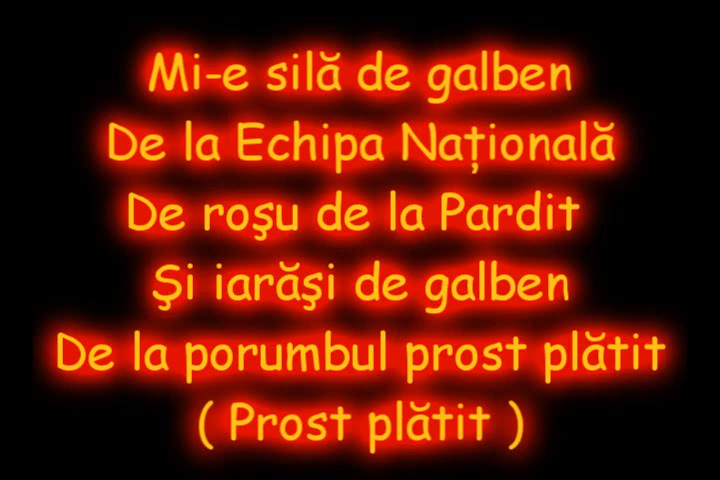 Mi-e silă de galben
De la Echipa Națională
De roşu de la Pardit
Şi iarăşi de galben
De la porumbul prost plătit
( Prost plătit )